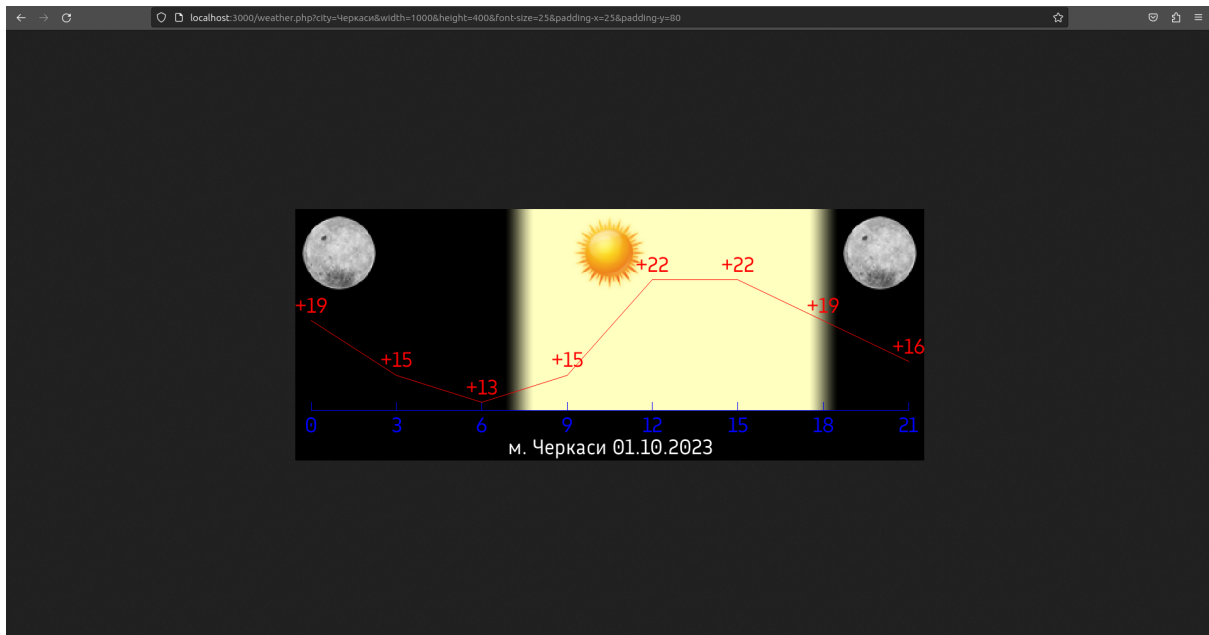 localhost:3000/weather.php?city=Черкаси&width=1000&height=400&font-size=25&padding-x=25&padding-y=80
+22 +22
+19 +19
+16
+15 +15
+13
0 3 6 9 12 15 18 21
м. Черкаси 01.10.2023